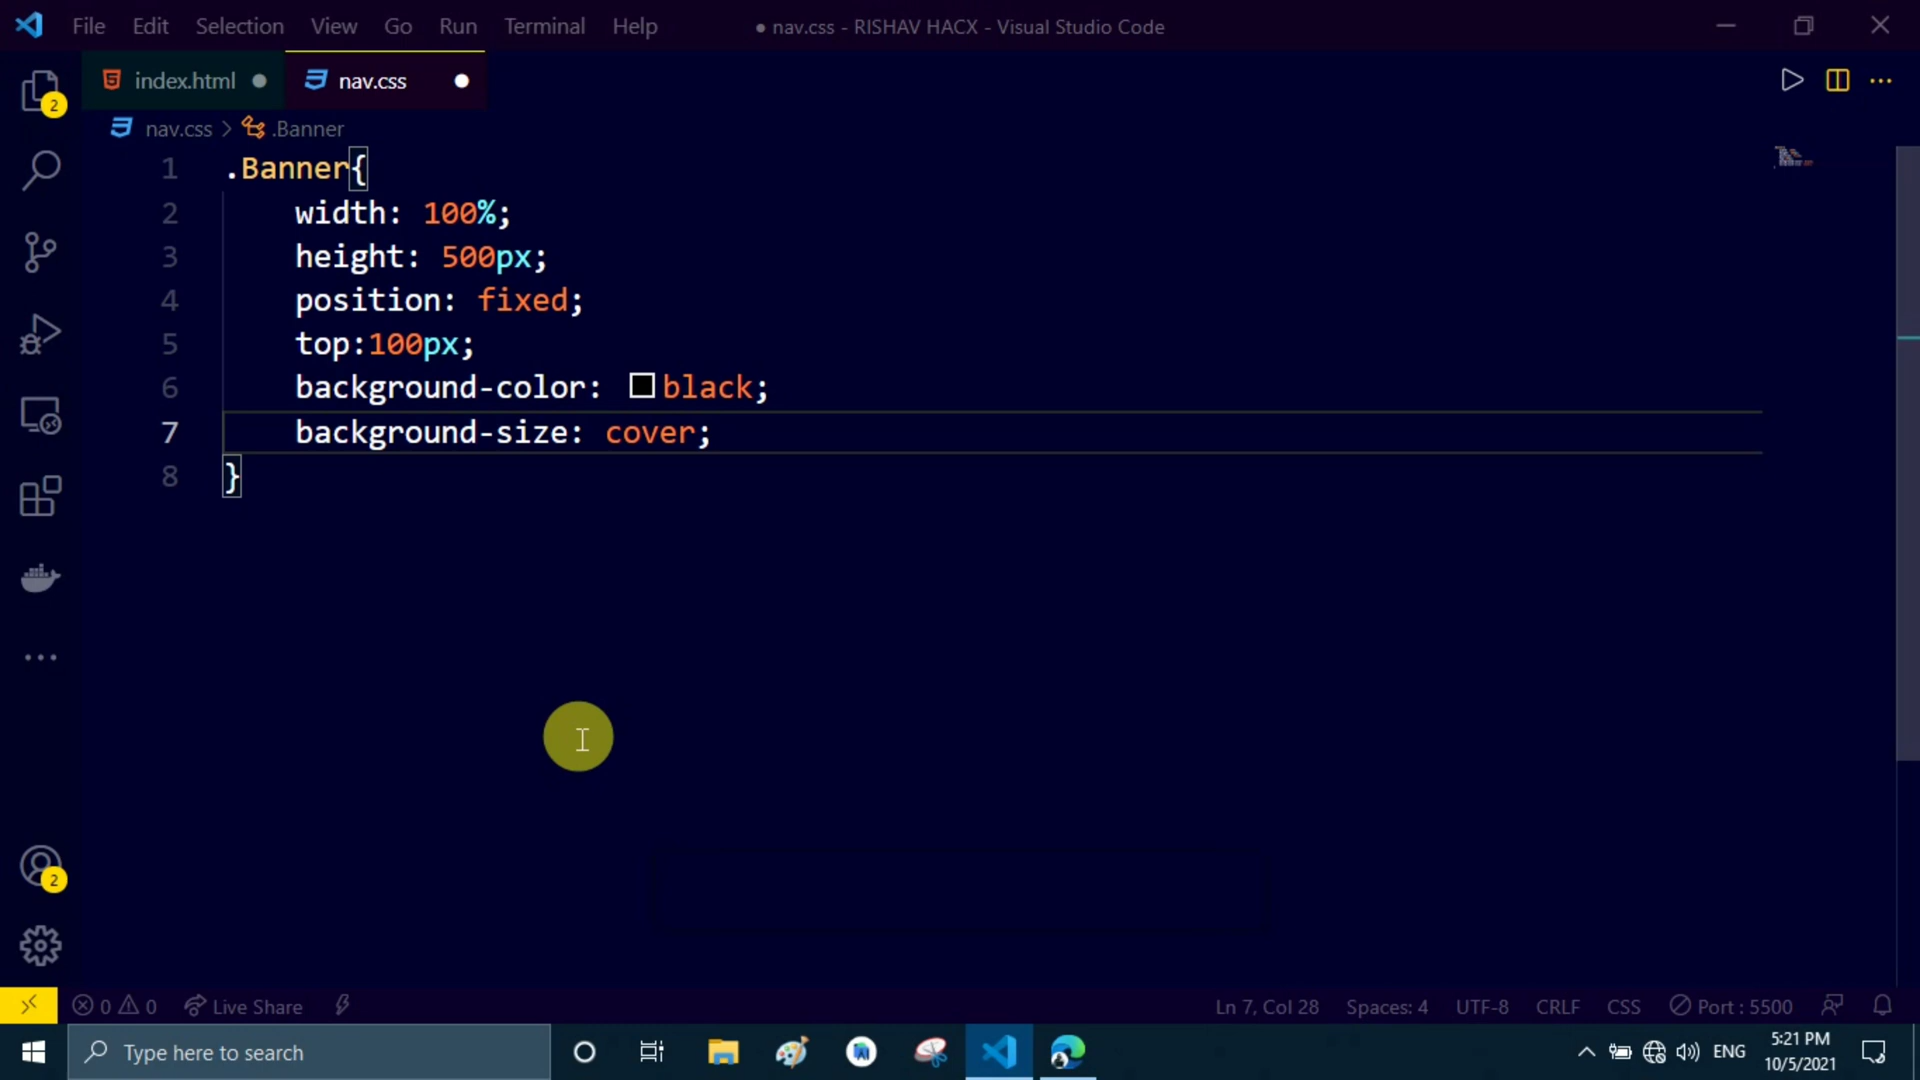 File Edit Selection View Go Run Terminal Help ● nav.css - RISHAV HACX - Visual Studio Code
index.html ● nav.css ●
2
nav.css > .Banner
1 .Banner{
2 width: 100%;
3 height: 500px;
4 position: fixed;
5 top:100px;
6 background-color: black;
7 background-size: cover;
8 }
2
0 0 Live Share Ln 7, Col 28 Spaces: 4 UTF-8 CRLF CSS Port : 5500
Type here to search ENG 5:21 PM
10/5/2021